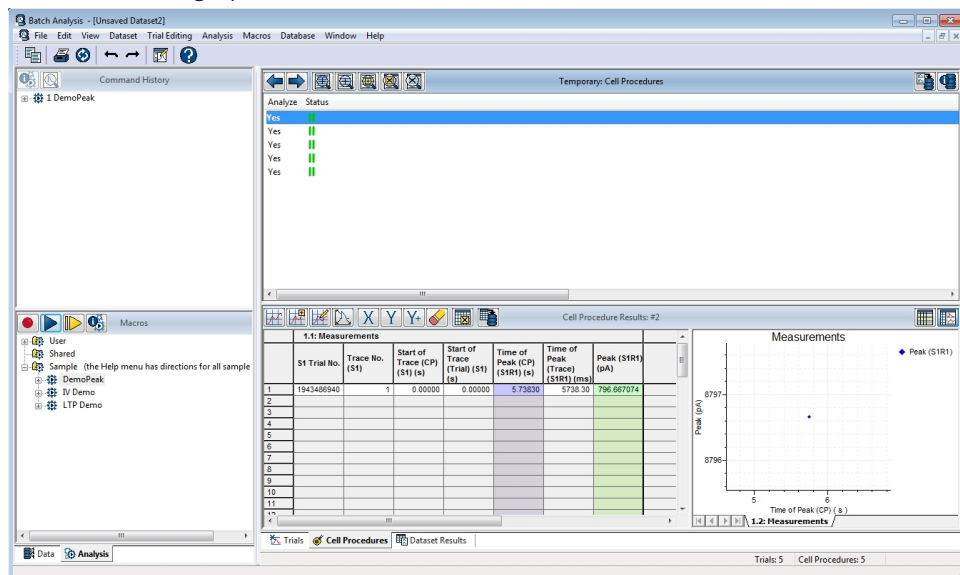 Batch Analysis - [Unsaved Dataset2]
File Edit View Dataset Trial Editing Analysis Macros Database Window Help
Command History
1 DemoPeak
Temporary: Cell Procedures
Analyze Status
Yes
Yes
Yes
Yes
Yes
Macros
User
Shared
Sample (the Help menu has directions for all sample
DemoPeak
IV Demo
LTP Demo
Data Analysis
X Y Y+
Cell Procedure Results: #2
1.1: Measurements
S1 Trial No.
Trace No. (S1)
Start of Trace (CP) (S1) (s)
Start of Trace (Trial) (S1) (s)
Time of Peak (CP) (S1R1) (s)
Time of Peak (Trace) (S1R1) (ms)
Peak (S1R1) (pA)
1 1943486940 1 0.00000 0.00000 5.73830 5738.30 796.667074
2
3
4
5
6
7
8
9
10
11
12
Measurements
Peak (S1R1)
Peak (pA)
8797
8796
5 6
Time of Peak (CP) ( s )
1.2: Measurements
Trials Cell Procedures Dataset Results
Trials: 5 Cell Procedures: 5